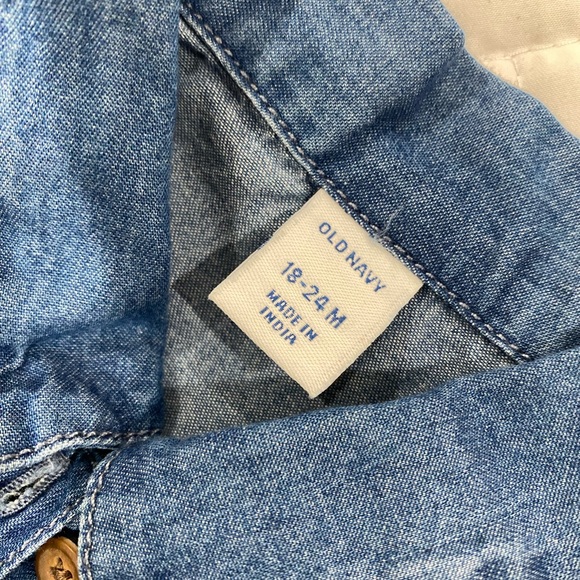 OLD NAVY
18-24 M
MADE IN
INDIA